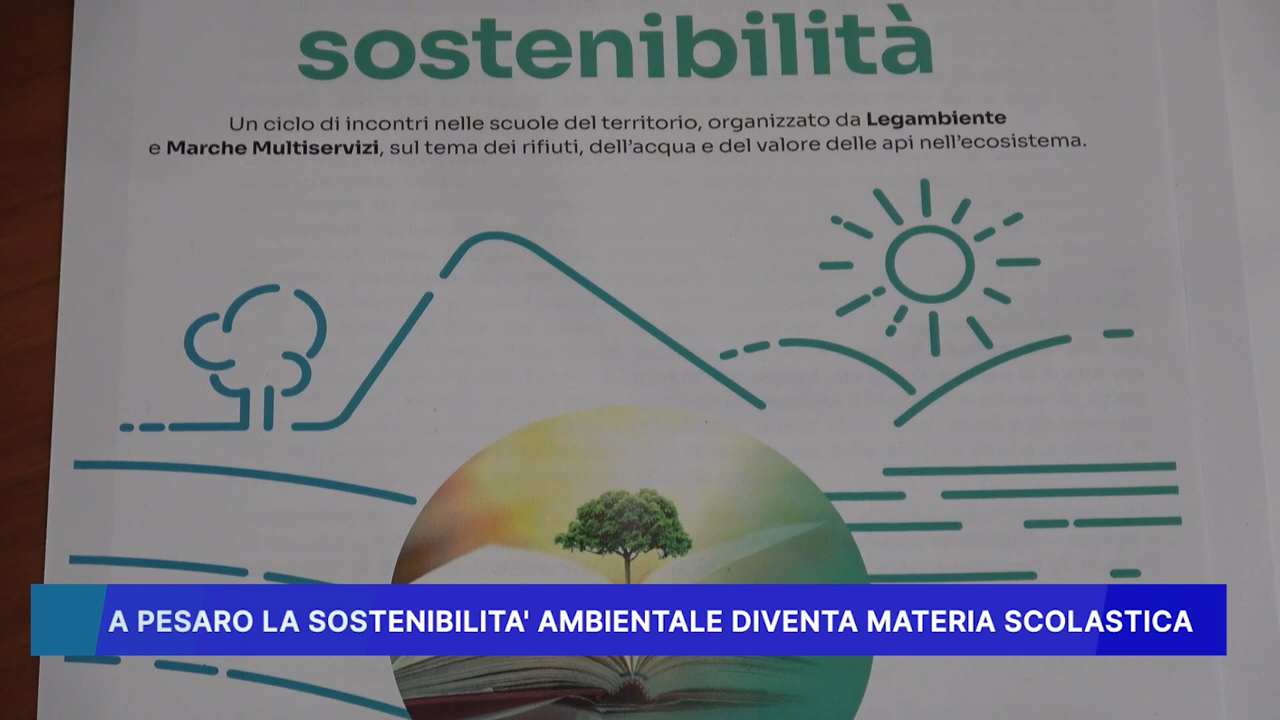 sostenibilità
Un ciclo di incontri nelle scuole del territorio, organizzato da Legambiente
e Marche Multiservizi, sul tema dei rifiuti, dell'acqua e del valore delle api nell'ecosistema.
A PESARO LA SOSTENIBILITA' AMBIENTALE DIVENTA MATERIA SCOLASTICA